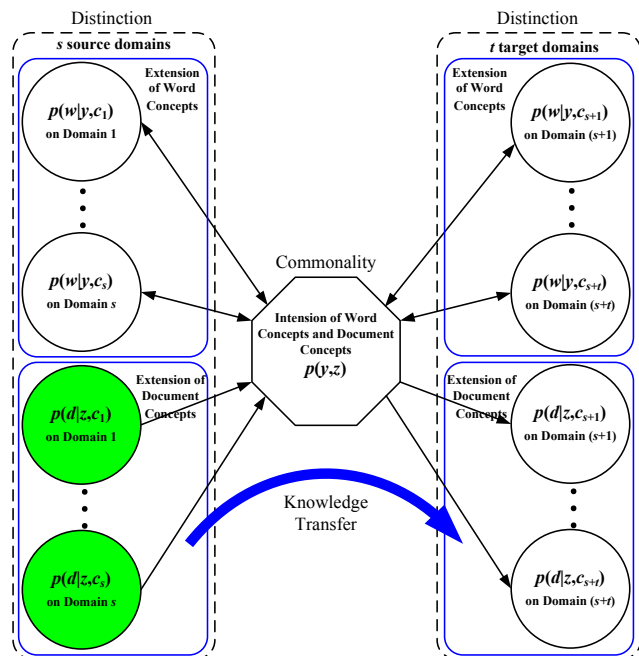 Distinction
s source domains
Extension
of Word
Concepts
p(w|y,c1)
on Domain 1
p(w|y,cs)
on Domain s
Extension of
Document
Concepts
p(d|z,c1)
on Domain 1
p(d|z,cs)
on Domain s
Commonality
Intension of Word
Concepts and Document
Concepts
p(y,z)
Knowledge
Transfer
Distinction
t target domains
Extension
of Word
Concepts
p(w|y,cs+1)
on Domain (s+1)
p(w|y,cs+t)
on Domain (s+t)
Extension of
Document
Concepts
p(d|z,cs+1)
on Domain (s+1)
p(d|z,cs+t)
on Domain (s+t)